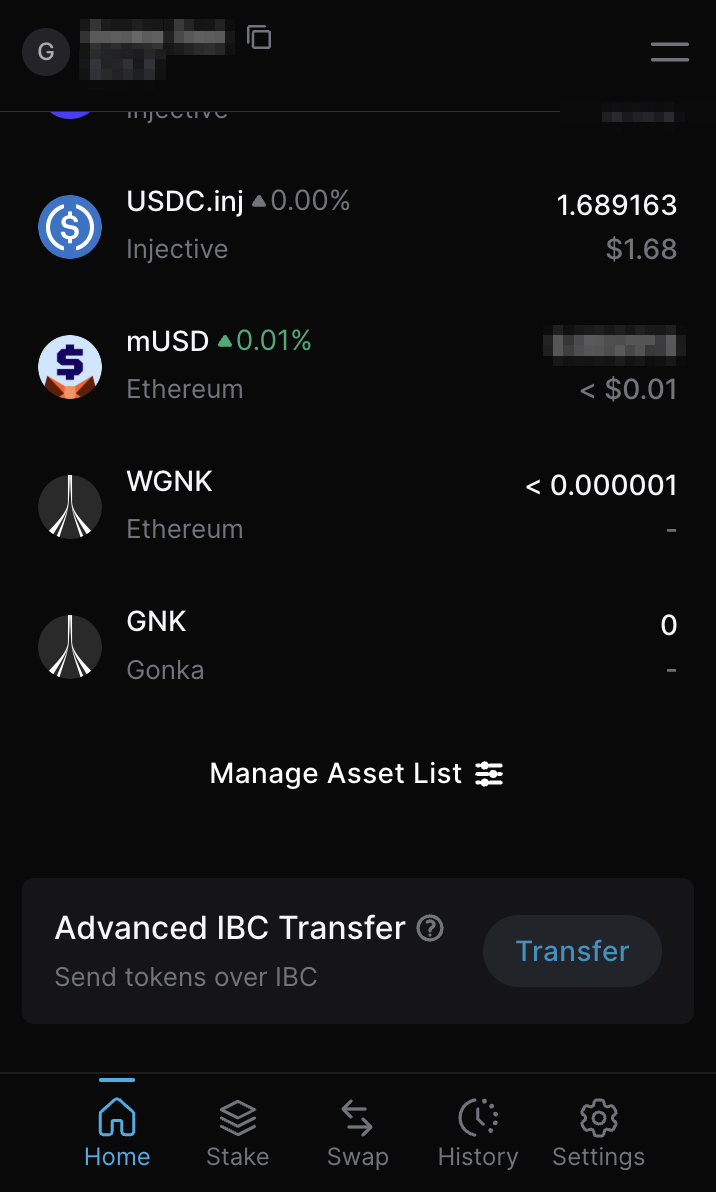 G
Injective
USDC.inj ▲0.00%
1.689163
Injective
$1.68
mUSD ▲0.01%
Ethereum
< $0.01
WGNK
< 0.000001
Ethereum
-
GNK
0
Gonka
-
Manage Asset List
Advanced IBC Transfer
Send tokens over IBC
Transfer
Home
Stake
Swap
History
Settings